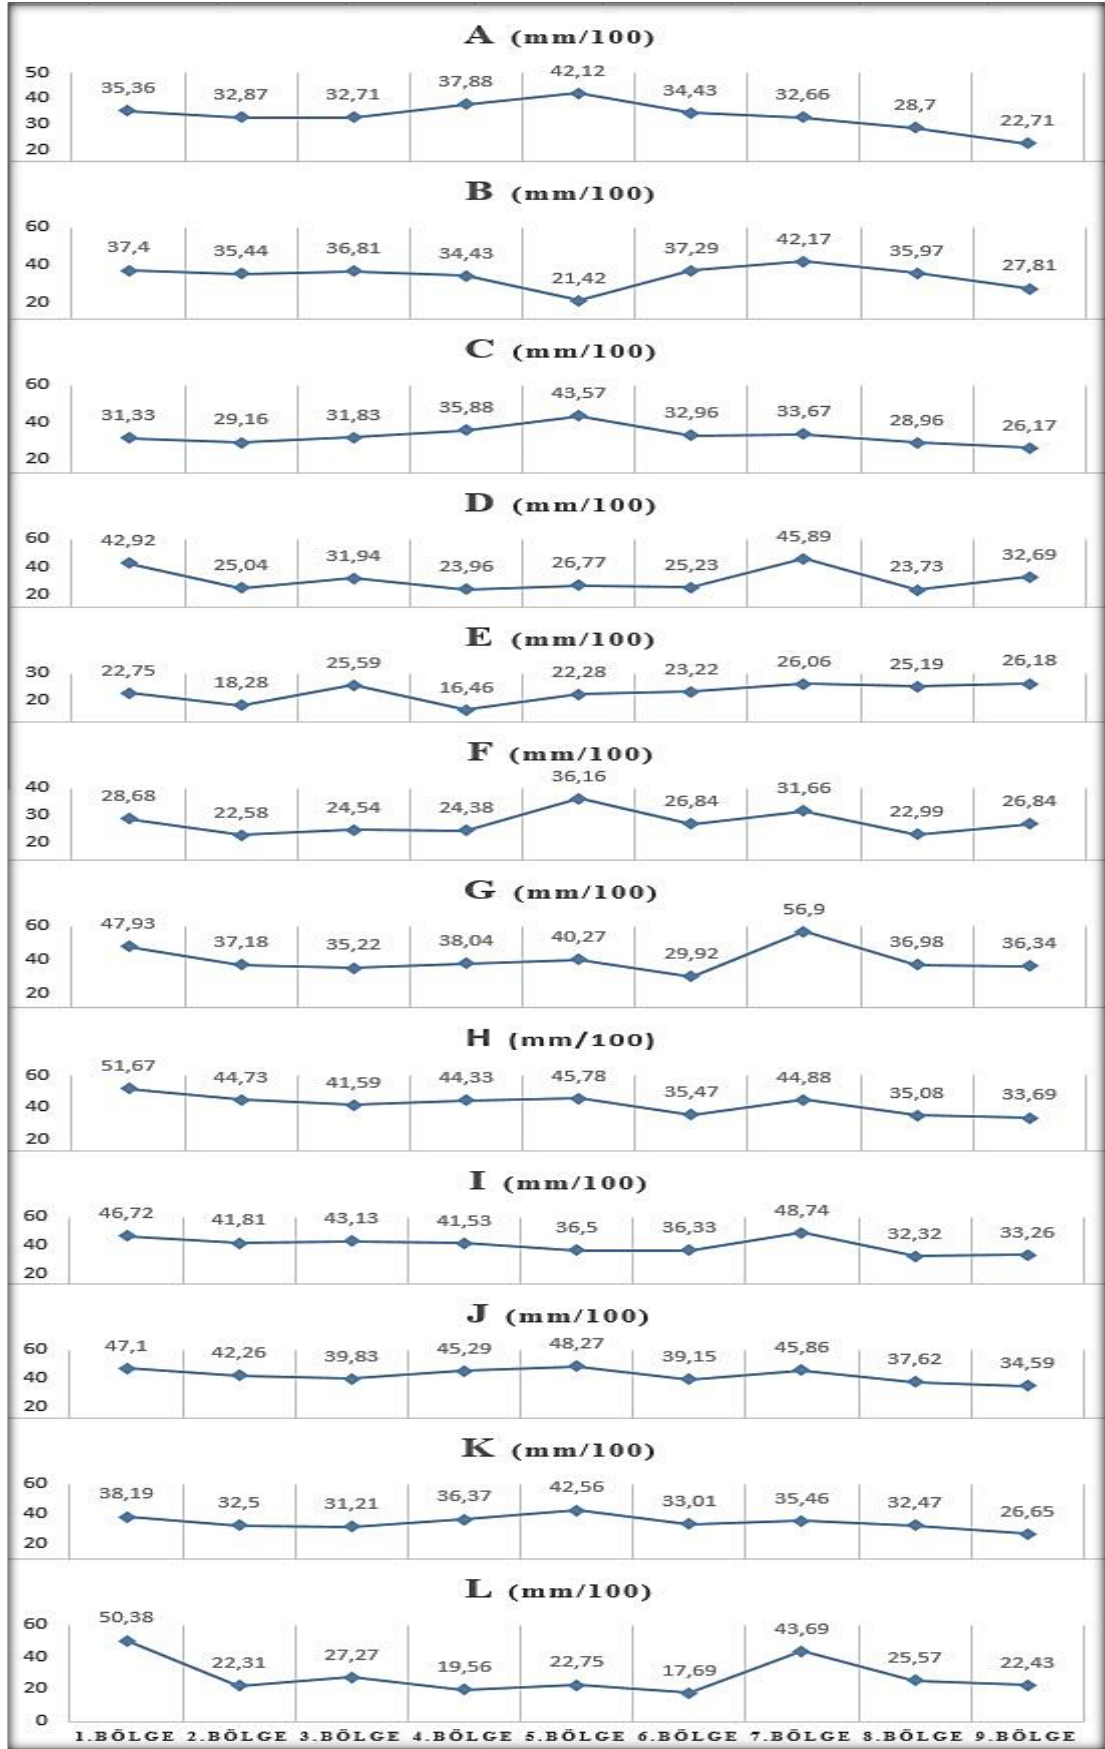 A (mm/100)
50
40
30
20
35,36 32,87 32,71 37,88 42,12 34,43 32,66 28,7 22,71
B (mm/100)
60
40
20
37,4 35,44 36,81 34,43 21,42 37,29 42,17 35,97 27,81
C (mm/100)
60
40
20
31,33 29,16 31,83 35,88 43,57 32,96 33,67 28,96 26,17
D (mm/100)
60
40
20
42,92 25,04 31,94 23,96 26,77 25,23 45,89 23,73 32,69
E (mm/100)
30
20
22,75 18,28 25,59 16,46 22,28 23,22 26,06 25,19 26,18
F (mm/100)
40
30
20
28,68 22,58 24,54 24,38 36,16 26,84 31,66 22,99 26,84
G (mm/100)
60
40
20
47,93 37,18 35,22 38,04 40,27 29,92 56,9 36,98 36,34
H (mm/100)
60
40
20
51,67 44,73 41,59 44,33 45,78 35,47 44,88 35,08 33,69
I (mm/100)
60
40
20
46,72 41,81 43,13 41,53 36,5 36,33 48,74 32,32 33,26
J (mm/100)
60
40
20
47,1 42,26 39,83 45,29 48,27 39,15 45,86 37,62 34,59
K (mm/100)
60
40
20
38,19 32,5 31,21 36,37 42,56 33,01 35,46 32,47 26,65
L (mm/100)
60
40
20
0
50,38 22,31 27,27 19,56 22,75 17,69 43,69 25,57 22,43
1.BÖLGE 2.BÖLGE 3.BÖLGE 4.BÖLGE 5.BÖLGE 6.BÖLGE 7.BÖLGE 8.BÖLGE 9.BÖLGE